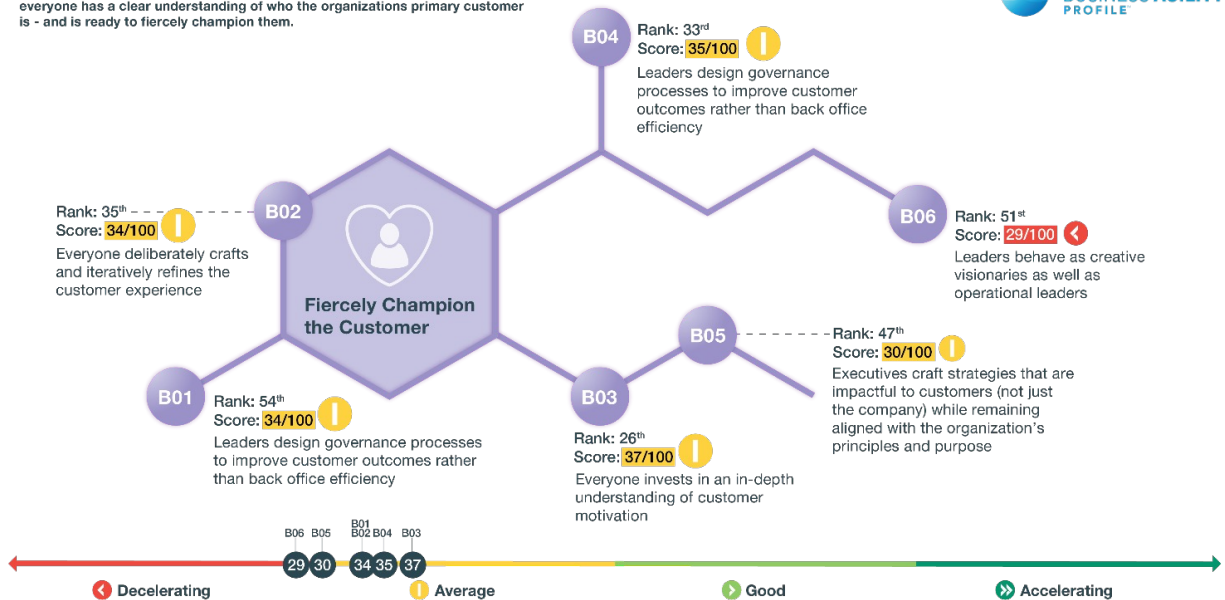 everyone has a clear understanding of who the organizations primary customer
is - and is ready to fiercely champion them.
PROFILE™
B04
Rank: 33rd
Score: 35/100
Leaders design governance
processes to improve customer
outcomes rather than back office
efficiency
B02
Rank: 35th
Score: 34/100
Everyone deliberately crafts
and iteratively refines the
customer experience
Fiercely Champion
the Customer
B06
Rank: 51st
Score: 29/100
Leaders behave as creative
visionaries as well as
operational leaders
B05
Rank: 47th
Score: 30/100
Executives craft strategies that are
impactful to customers (not just
the company) while remaining
aligned with the organization's
principles and purpose
B01
Rank: 54th
Score: 34/100
Leaders design governance processes
to improve customer outcomes rather
than back office efficiency
B03
Rank: 26th
Score: 37/100
Everyone invests in an in-depth
understanding of customer
motivation
B01
B06 B05 B02 B04 B03
29 30 34 35 37
Decelerating Average Good Accelerating